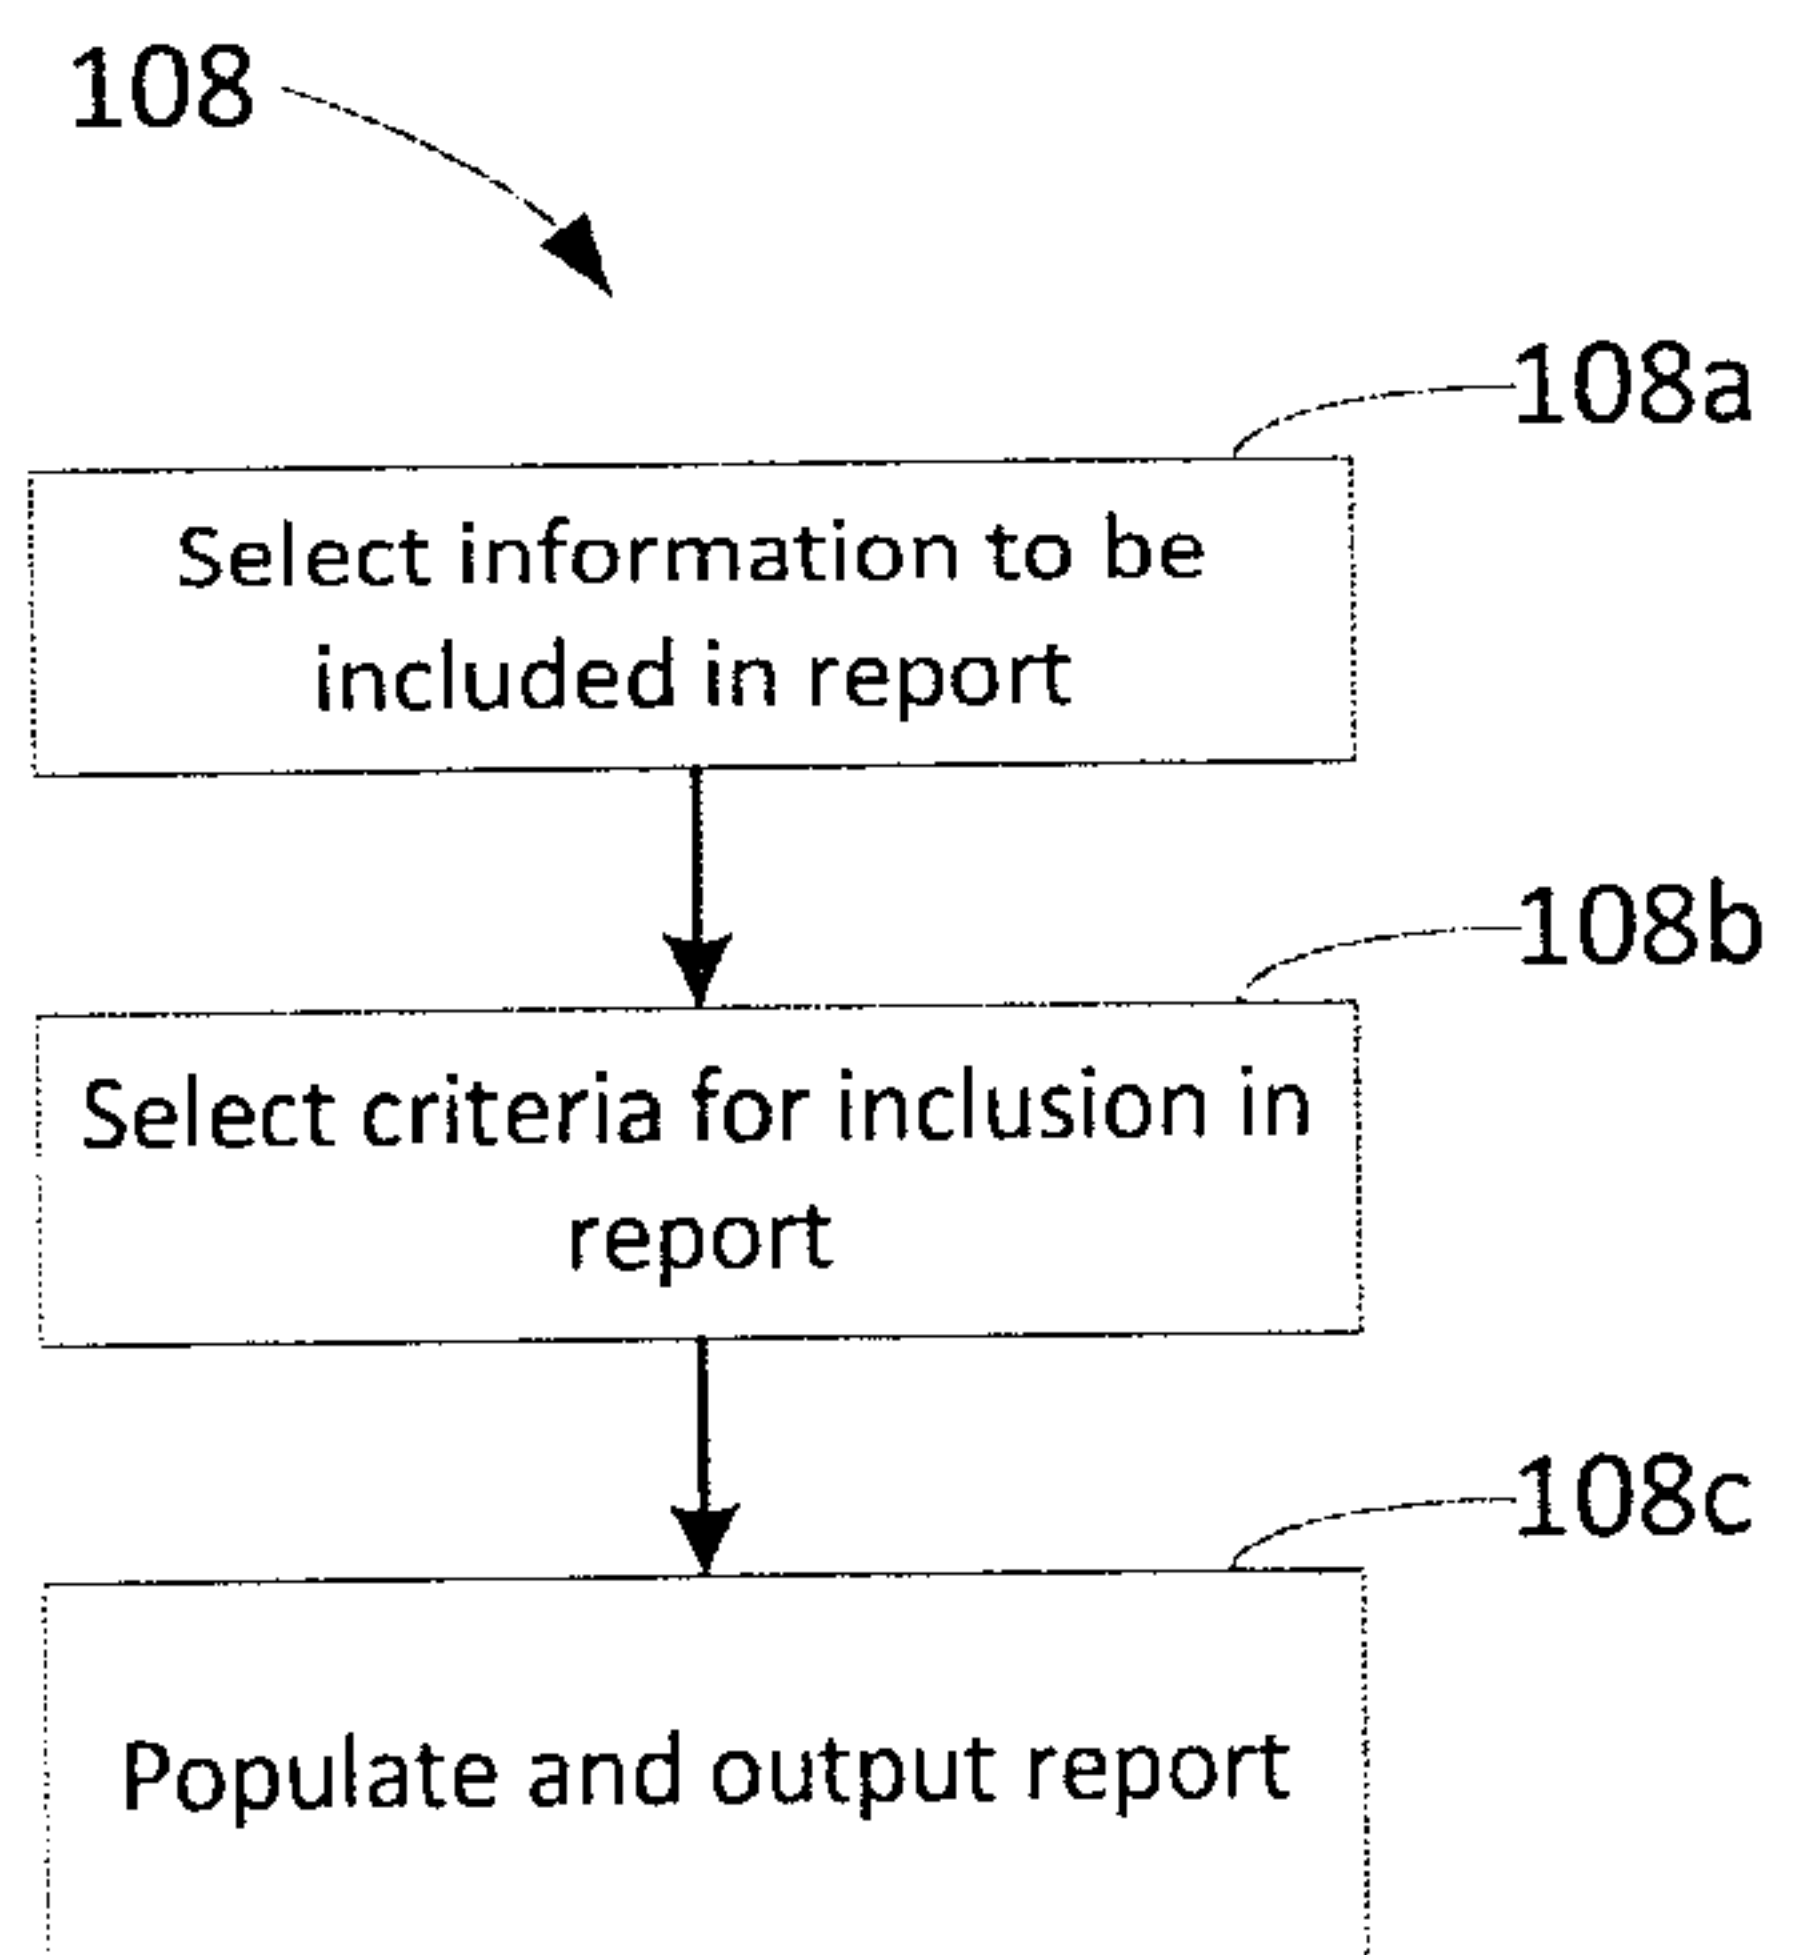 108
108a
Select information to be
included in report
108b
Select criteria for inclusion in
report
108c
Populate and output report